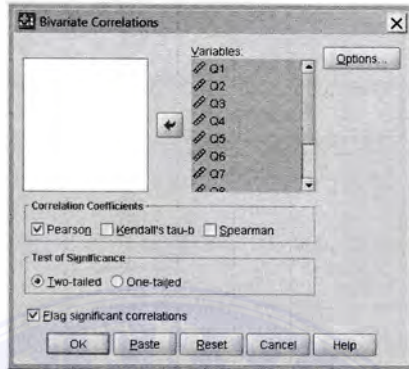 Bivariate Correlations
Variables:
Options...
Q1
Q2
Q3
Q4
Q5
Q6
Q7
Q8
Correlation Coefficients
Pearson Kendall's tau-b Spearman
Test of Significance
Two-tailed One-tailed
Flag significant correlations
OK Paste Reset Cancel Help